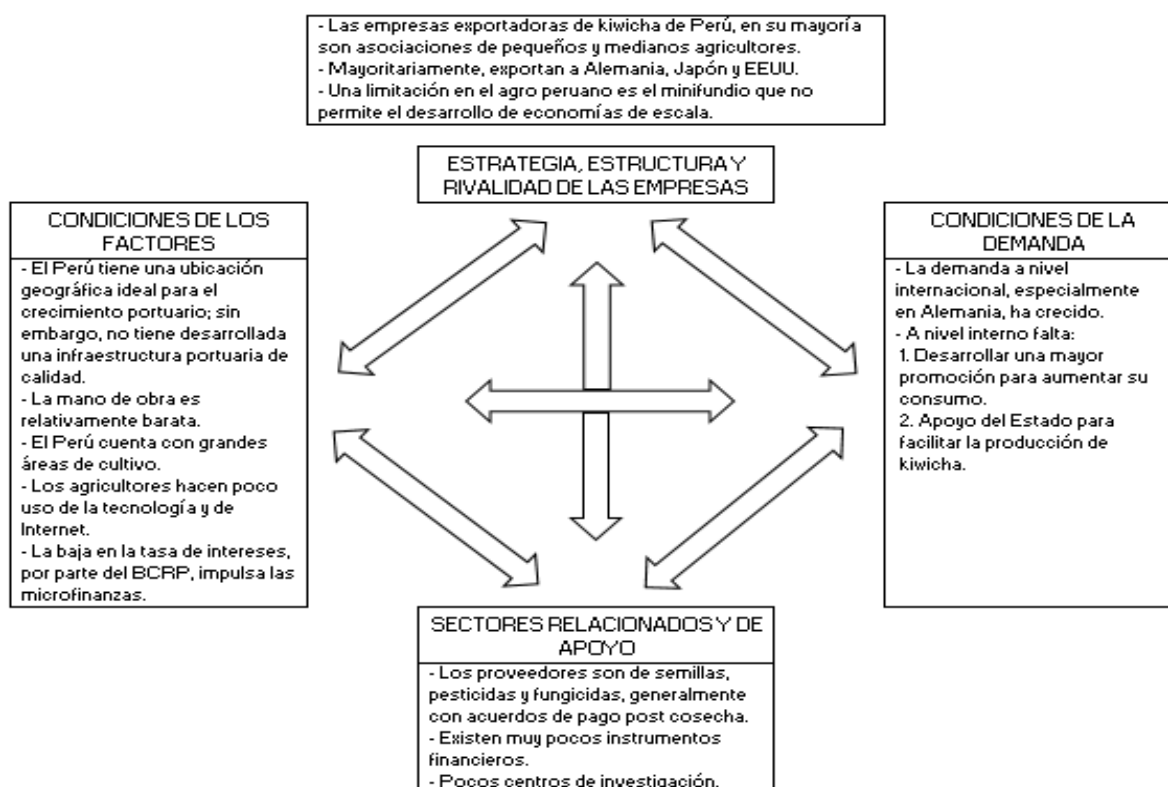 - Las empresas exportadoras de kiwicha de Perú, en su mayoría
son asociaciones de pequeños y medianos agricultores.
- Mayoritariamente, exportan a Alemania, Japón y EEUU.
- Una limitación en el agro peruano es el minifundio que no
permite el desarrollo de economías de escala.
ESTRATEGIA, ESTRUCTURA Y
RIVALIDAD DE LAS EMPRESAS
CONDICIONES DE LOS
FACTORES
- El Perú tiene una ubicación
geográfica ideal para el
crecimiento portuario; sin
embargo, no tiene desarrollada
una infraestructura portuaria de
calidad.
- La mano de obra es
relativamente barata.
- El Perú cuenta con grandes
áreas de cultivo.
- Los agricultores hacen poco
uso de la tecnología y de
Internet.
- La baja en la tasa de intereses,
por parte del BCRP, impulsa las
microfinanzas.
CONDICIONES DE LA
DEMANDA
- La demanda a nivel
internacional, especialmente
en Alemania, ha crecido.
- A nivel interno falta:
1. Desarrollar una mayor
promoción para aumentar su
consumo.
2. Apoyo del Estado para
facilitar la producción de
kiwicha.
SECTORES RELACIONADOS Y DE
APOYO
- Los proveedores son de semillas,
pesticidas y fungicidas, generalmente
con acuerdos de pago post cosecha.
- Existen muy pocos instrumentos
financieros.
- Pocos centros de investigación.